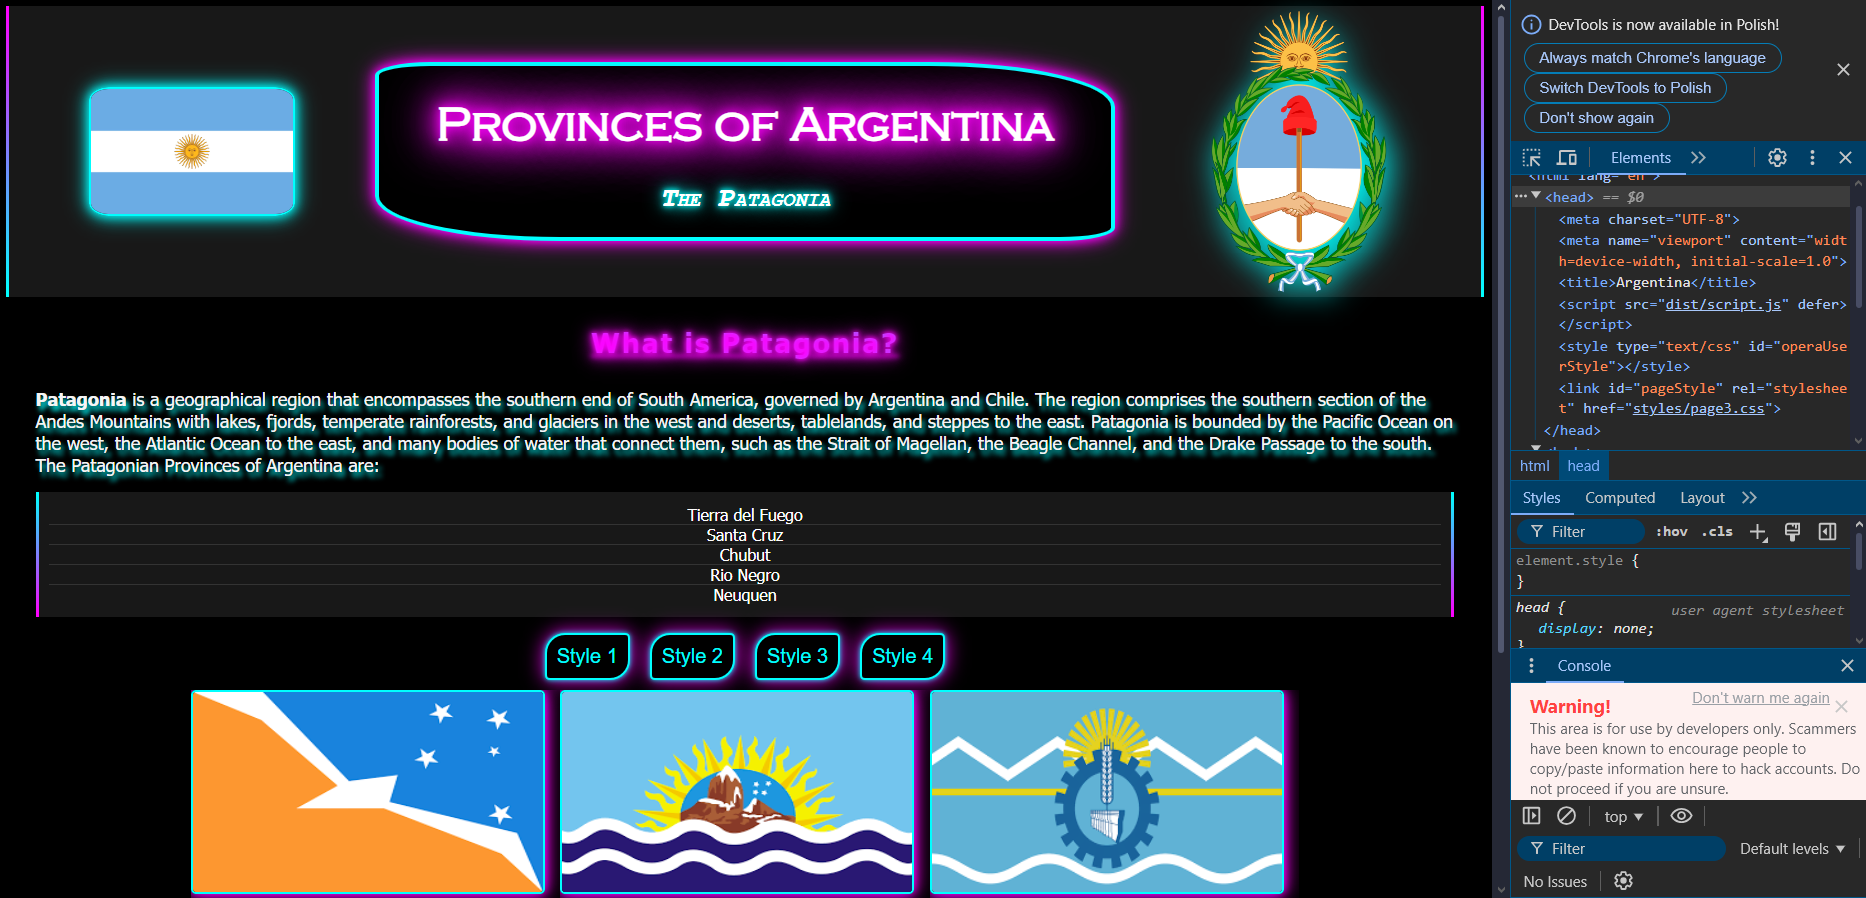 Provinces of Argentina
The Patagonia
What is Patagonia?
Patagonia is a geographical region that encompasses the southern end of South America, governed by Argentina and Chile. The region comprises the southern section of the
Andes Mountains with lakes, fjords, temperate rainforests, and glaciers in the west and deserts, tablelands, and steppes to the east. Patagonia is bounded by the Pacific Ocean on
the west, the Atlantic Ocean to the east, and many bodies of water that connect them, such as the Strait of Magellan, the Beagle Channel, and the Drake Passage to the south.
The Patagonian Provinces of Argentina are:
Tierra del Fuego
Santa Cruz
Chubut
Rio Negro
Neuquen
Style 1 Style 2 Style 3 Style 4
DevTools is now available in Polish!
Always match Chrome's language
Switch DevTools to Polish
Don't show again
Elements
<html lang="en">
<head> == $0
<meta charset="UTF-8">
<meta name="viewport" content="widt
h=device-width, initial-scale=1.0">
<title>Argentina</title>
<script src="dist/script.js" defer>
</script>
<style type="text/css" id="operaUse
rStyle"></style>
<link id="pageStyle" rel="styleshee
t" href="styles/page3.css">
</head>
html head
Styles Computed Layout
Filter :hov .cls
element.style {
}
head { user agent stylesheet
display: none;
}
Console
Don't warn me again
Warning!
This area is for use by developers only. Scammers
have been known to encourage people to
copy/paste information here to hack accounts. Do
not proceed if you are unsure.
top
Filter Default levels
No Issues